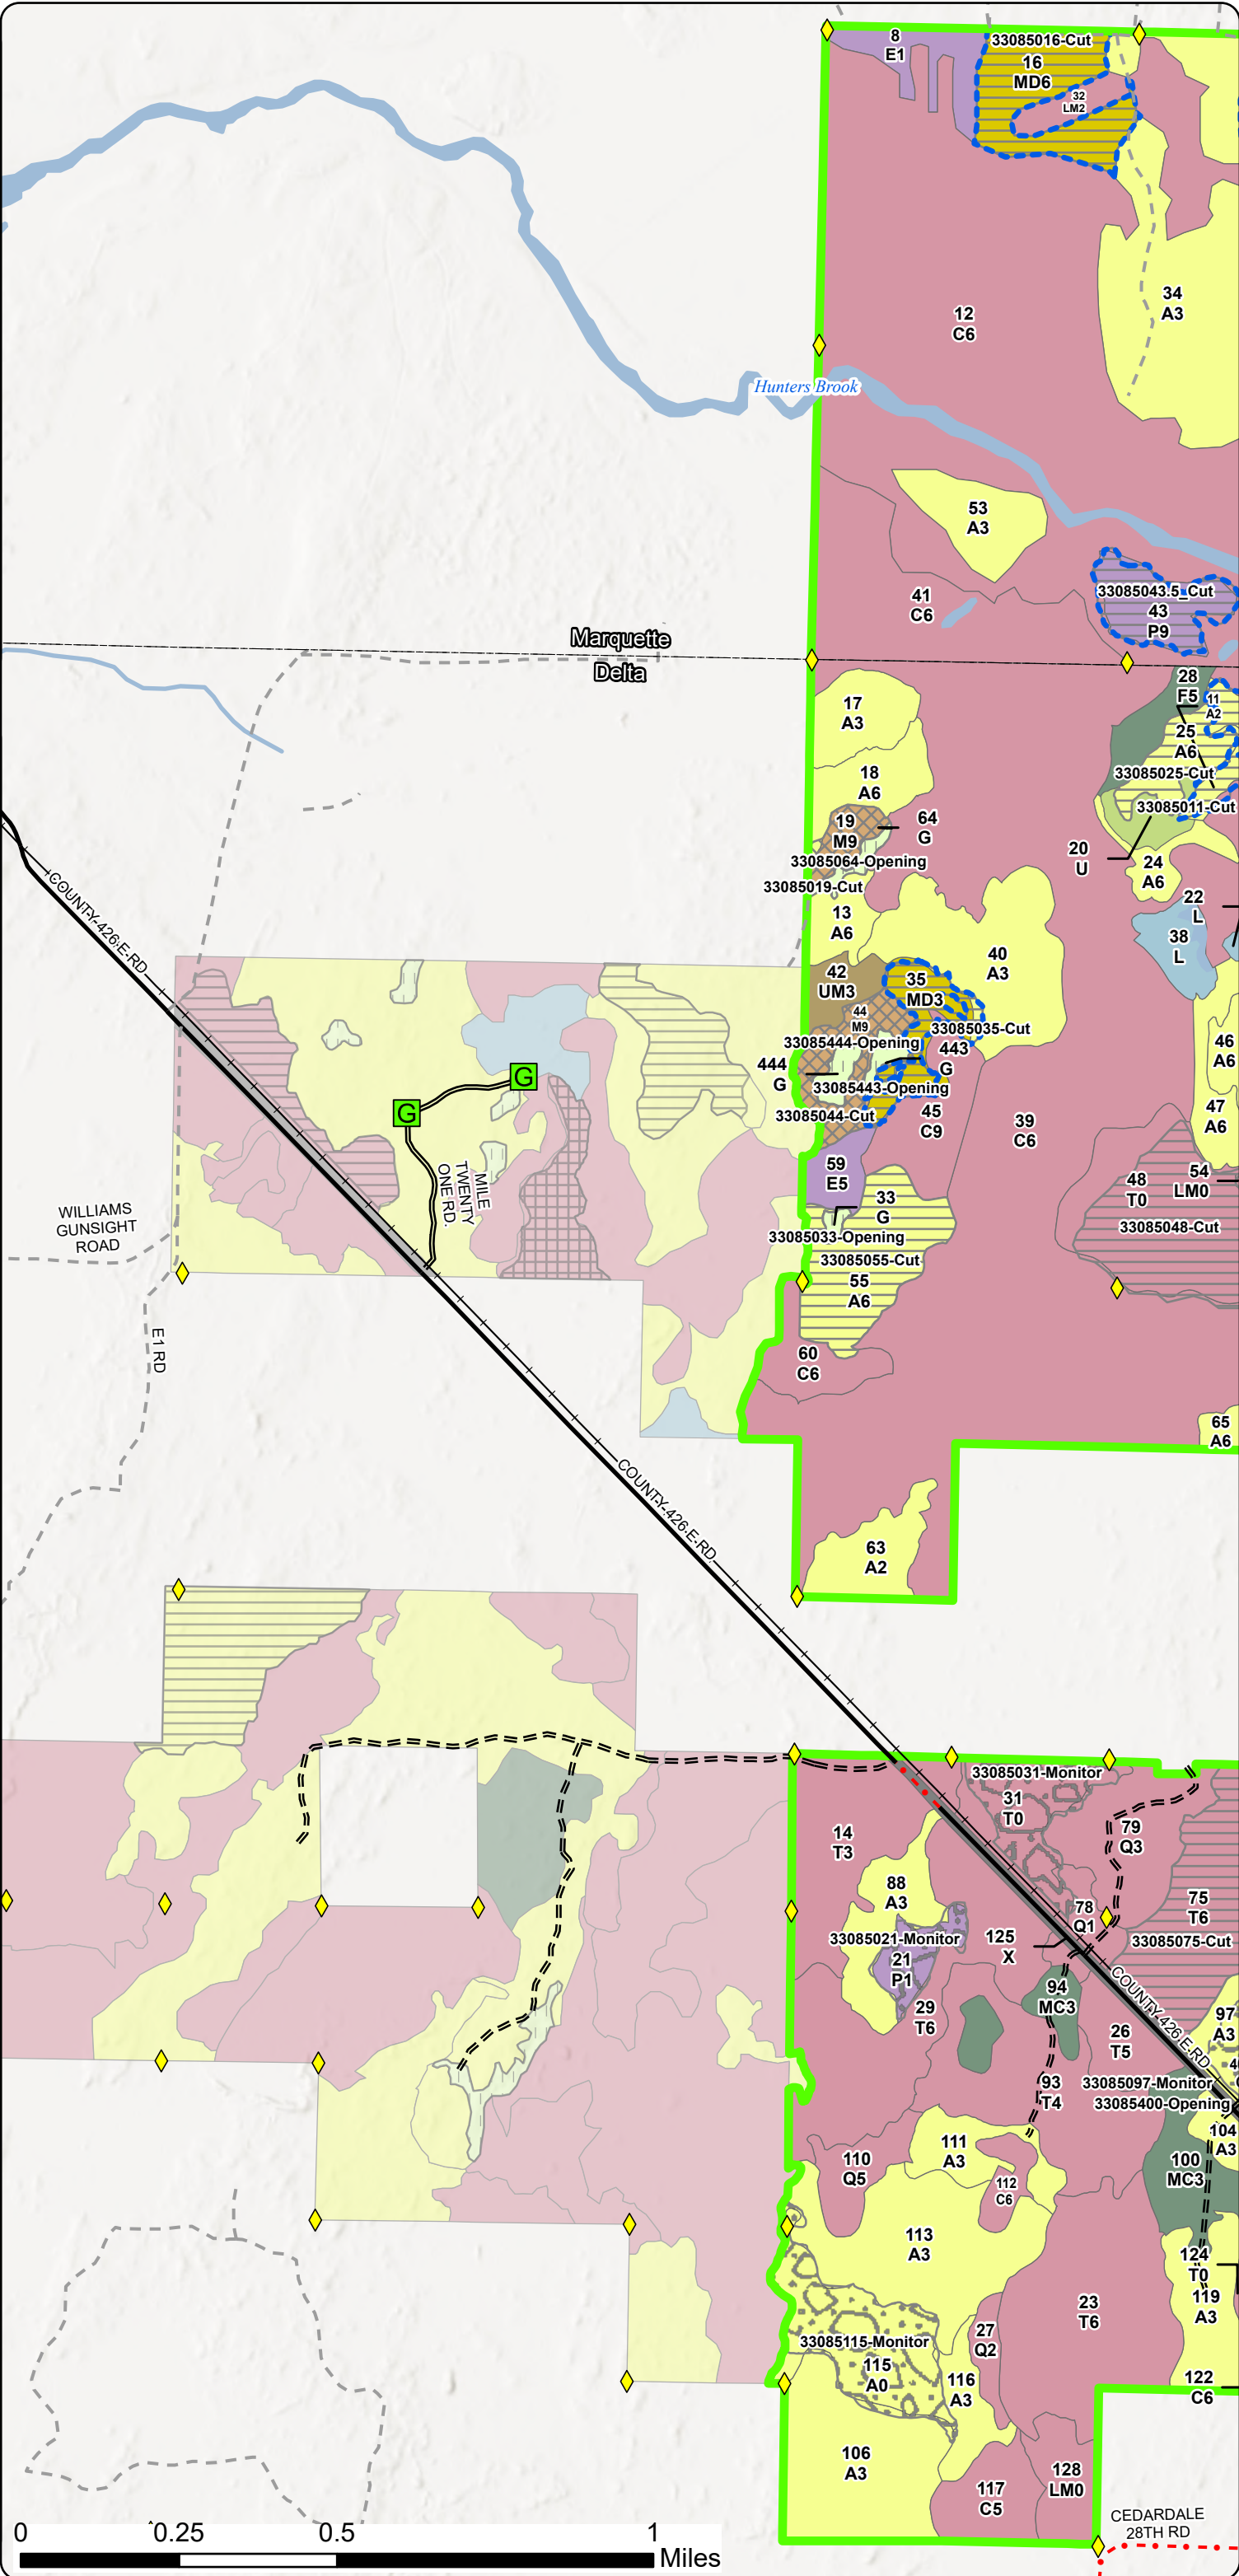 8
E1
33085016-Cut
16
MD6
32
LM2
34
A3
12
C6
Hunters Brook
53
A3
41
C6
33085043.5_Cut
43
P9
Marquette
Delta
28
F5
11
A2
17
A3
25
A6
18
A6
33085025-Cut
33085011-Cut
19
M9
64
G
33085064-Opening
20
U
24
A6
33085019-Cut
22
L
13
A6
38
L
COUNTY 426 E RD
40
A3
42
UM3
35
MD3
44
M9
33085035-Cut
33085444-Opening
443
G
46
A6
444
G
33085443-Opening
33085044-Cut
45
C9
39
C6
47
A6
G
G
MILE
TWENTY
ONE RD.
59
E5
48
T0
54
LM0
33
G
WILLIAMS
GUNSIGHT
ROAD
33085048-Cut
33085033-Opening
33085055-Cut
55
A6
E1 RD
60
C6
65
A6
COUNTY 426 E RD
63
A2
33085031-Monitor
31
T0
14
T3
79
Q3
88
A3
75
T6
78
Q1
33085021-Monitor
125
X
33085075-Cut
21
P1
94
MC3
COUNTY 426 E RD
29
T6
97
A3
26
T5
93
T4
33085097-Monitor
33085400-Opening
104
A3
111
A3
110
Q5
100
MC3
112
C6
113
A3
124
T0
119
A3
23
T6
27
Q2
33085115-Monitor
115
A0
116
A3
122
C6
106
A3
128
LM0
117
C5
CEDARDALE
28TH RD
0 0.25 0.5 1
Miles